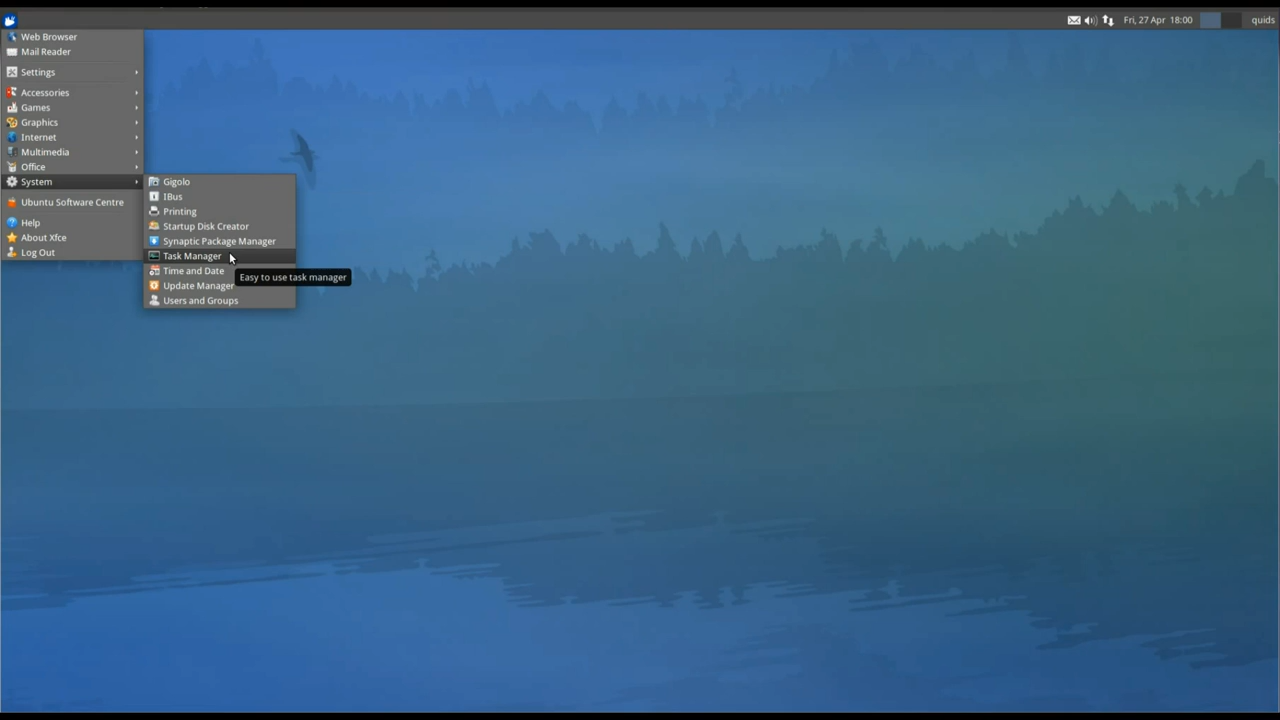 Fri, 27 Apr 18:00
quids
Web Browser
Mail Reader
Settings
Accessories
Games
Graphics
Internet
Multimedia
Office
System
Ubuntu Software Centre
Help
About Xfce
Log Out
Gigolo
IBus
Printing
Startup Disk Creator
Synaptic Package Manager
Task Manager
Time and Date
Update Manager
Users and Groups
Easy to use task manager